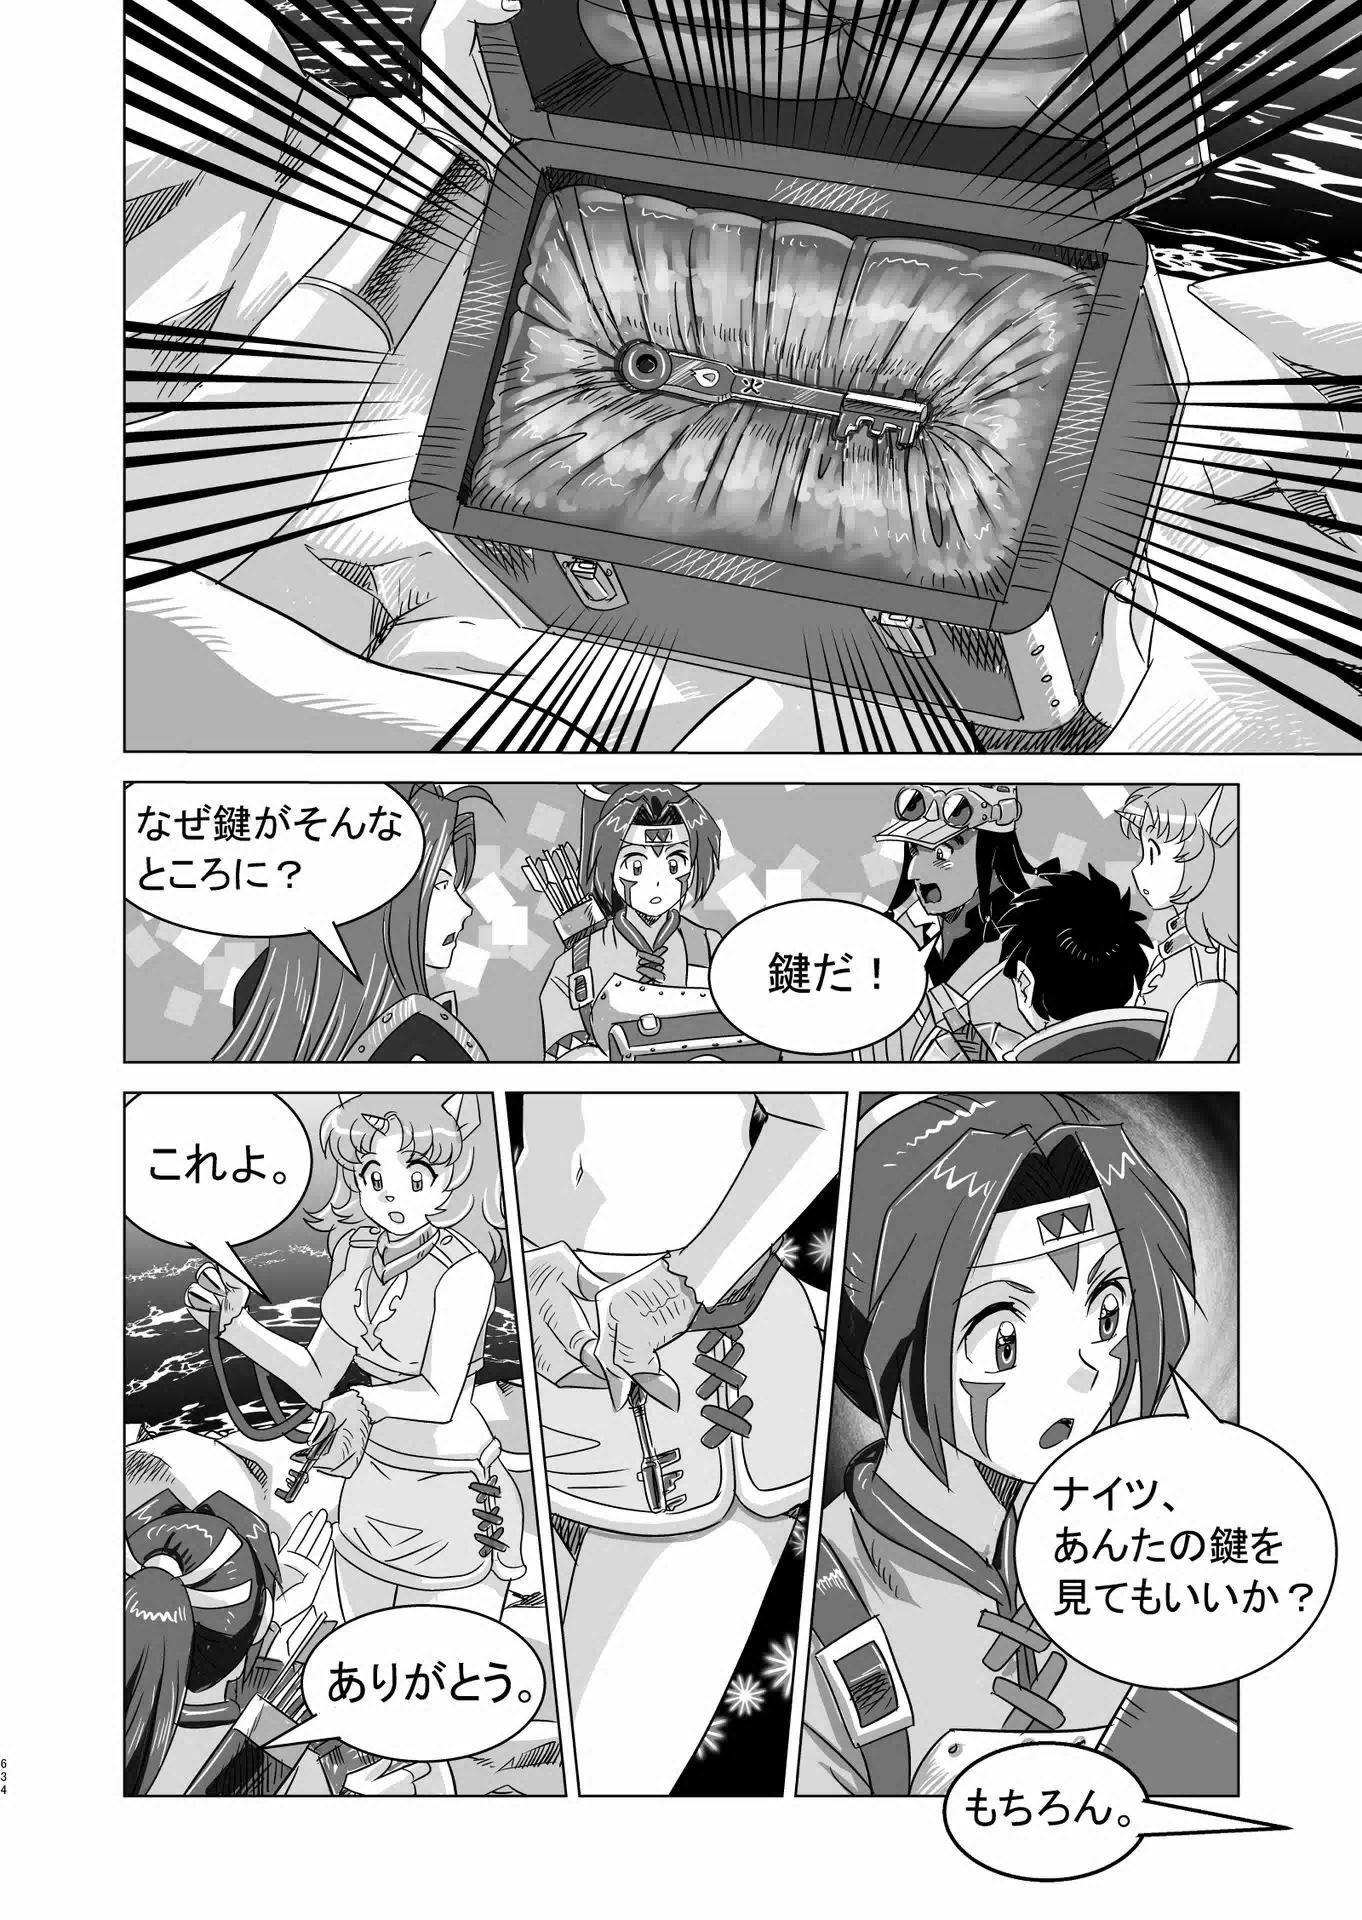 鍵だ！
なぜ鍵がそんな
ところに？
ナイツ、
あんたの鍵を
見てもいいか？
もちろん。
これよ。
ありがとう。
634